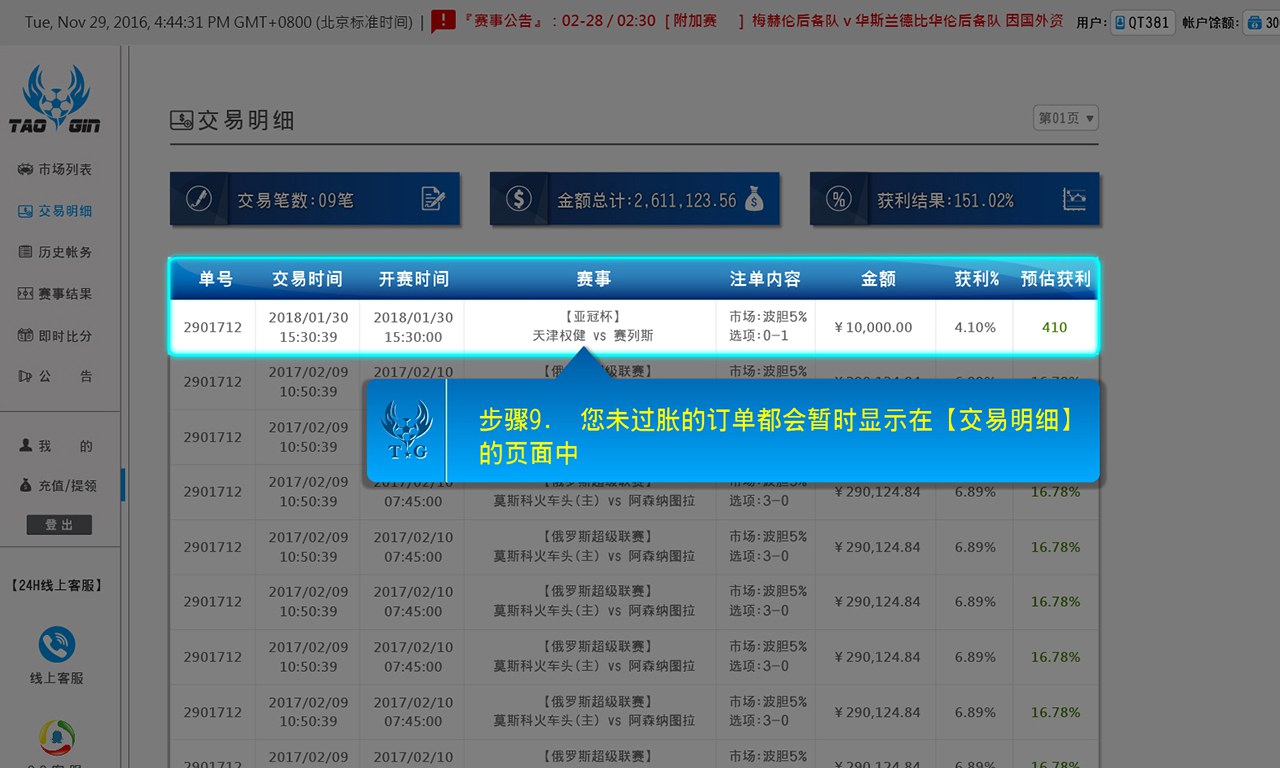 Tue, Nov 29, 2016, 4:44:31 PM GMT+0800 (北京标准时间) | 『赛事公告』 : 02-28 / 02:30 [ 附加赛 ] 梅赫伦后备队 v 华斯兰德比华伦后备队 因国外资 用户: QT381 帐户馀额: 30
TAO GIN
市场列表
交易明细
历史帐务
赛事结果
即时比分
公 告
我 的
充值/提领
登 出
【24H线上客服】
线上客服
交易明细
第01页 ▼
交易笔数:09笔
金额总计:2,611,123.56
获利结果:151.02%
单号 交易时间 开赛时间 赛事 注单内容 金额 获利% 预估获利
2018/01/30 2018/01/30 【亚冠杯】 市场:波胆5%
2901712 ¥10,000.00 4.10% 410
15:30:39 15:30:00 天津权健 vs 赛列斯 选项:0-1
2017/02/09 2017/02/10 市场:波胆5%
2901712
10:50:39
步骤9. 您未过胀的订单都会暂时显示在【交易明细】
的页面中
T G
2017/02/09
2901712
10:50:39
2017/02/09
2901712 ¥290,124.84 6.89% 16.78%
10:50:39 07:45:00 莫斯科火车头(主) vs 阿森纳图拉 选项:3-0
2017/02/09 2017/02/10 【俄罗斯超级联赛】 市场:波胆5%
2901712 ¥290,124.84 6.89% 16.78%
10:50:39 07:45:00 莫斯科火车头(主) vs 阿森纳图拉 选项:3-0
2017/02/09 2017/02/10 【俄罗斯超级联赛】 市场:波胆5%
2901712 ¥290,124.84 6.89% 16.78%
10:50:39 07:45:00 莫斯科火车头(主) vs 阿森纳图拉 选项:3-0
2017/02/09 2017/02/10 【俄罗斯超级联赛】 市场:波胆5%
2901712 ¥290,124.84 6.89% 16.78%
10:50:39 07:45:00 莫斯科火车头(主) vs 阿森纳图拉 选项:3-0
2017/02/09 2017/02/10 【俄罗斯超级联赛】 市场:波胆5%
2901712 ¥290,124.84 6.89% 16.78%
10:50:39 07:45:00 莫斯科火车头(主) vs 阿森纳图拉 选项:3-0
2017/02/09 2017/02/10 【俄罗斯超级联赛】 市场:波胆5%